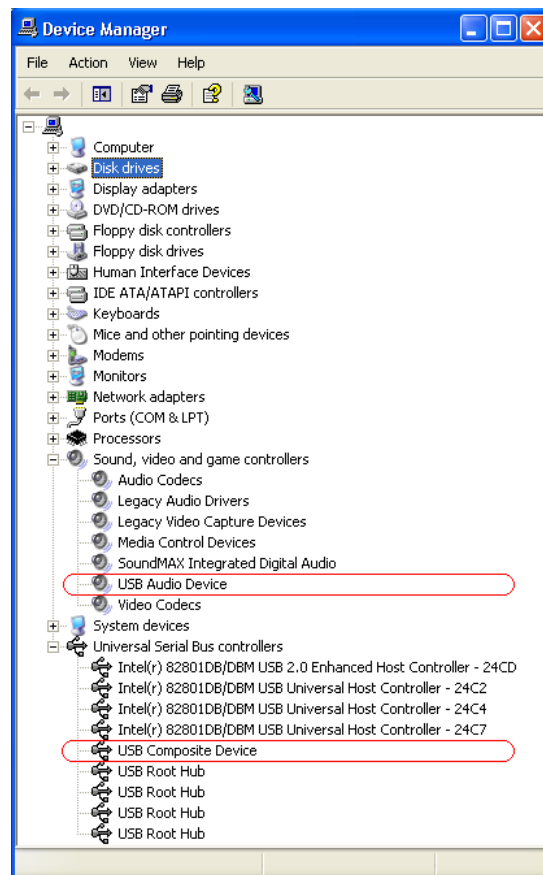 Device Manager
File Action View Help
Computer
Disk drives
Display adapters
DVD/CD-ROM drives
Floppy disk controllers
Floppy disk drives
Human Interface Devices
IDE ATA/ATAPI controllers
Keyboards
Mice and other pointing devices
Modems
Monitors
Network adapters
Ports (COM & LPT)
Processors
Sound, video and game controllers
Audio Codecs
Legacy Audio Drivers
Legacy Video Capture Devices
Media Control Devices
SoundMAX Integrated Digital Audio
USB Audio Device
Video Codecs
System devices
Universal Serial Bus controllers
Intel(r) 82801DB/DBM USB 2.0 Enhanced Host Controller - 24CD
Intel(r) 82801DB/DBM USB Universal Host Controller - 24C2
Intel(r) 82801DB/DBM USB Universal Host Controller - 24C4
Intel(r) 82801DB/DBM USB Universal Host Controller - 24C7
USB Composite Device
USB Root Hub
USB Root Hub
USB Root Hub
USB Root Hub